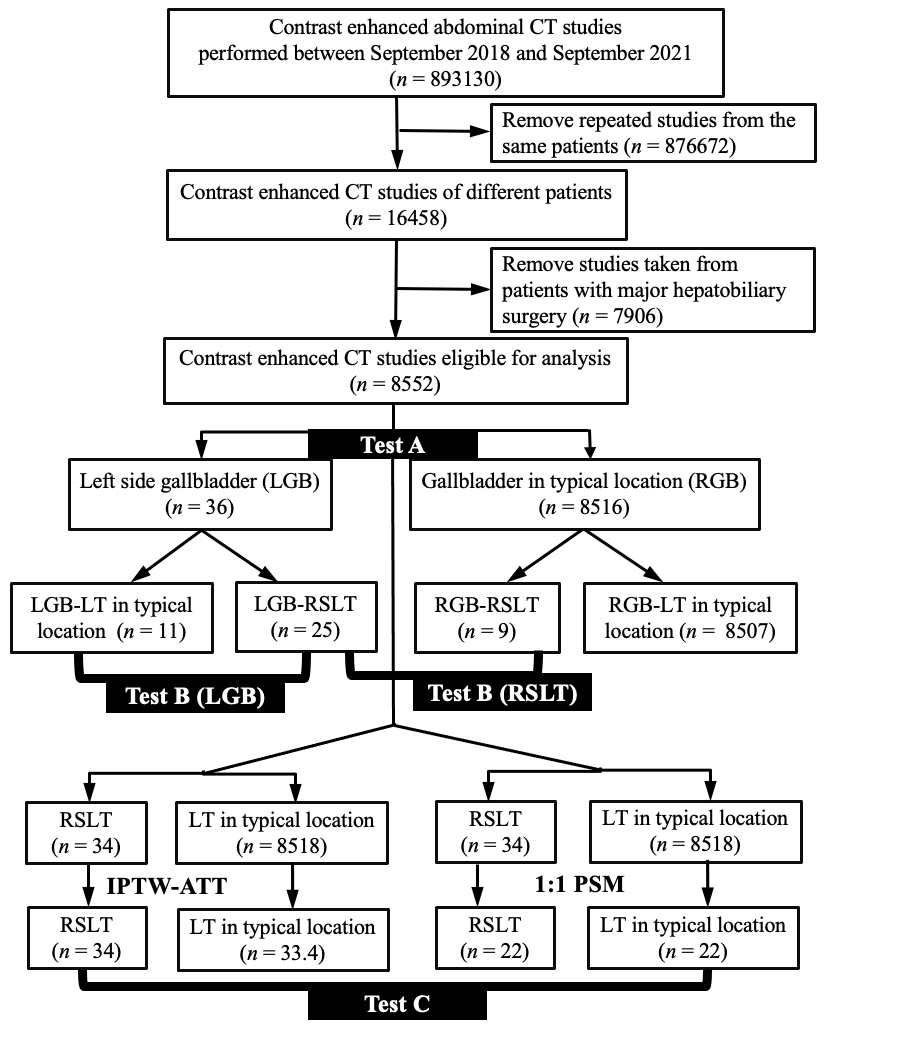 Contrast enhanced abdominal CT studies
performed between September 2018 and September 2021
(n = 893130)
Remove repeated studies from the
same patients (n = 876672)
Contrast enhanced CT studies of different patients
(n = 16458)
Remove studies taken from
patients with major hepatobiliary
surgery (n = 7906)
Contrast enhanced CT studies eligible for analysis
(n = 8552)
Test A
Left side gallbladder (LGB)
(n = 36)
Gallbladder in typical location (RGB)
(n = 8516)
LGB-LT in typical
location (n = 11)
LGB-RSLT
(n = 25)
RGB-RSLT
(n = 9)
RGB-LT in typical
location (n = 8507)
Test B (LGB)
Test B (RSLT)
RSLT
(n = 34)
LT in typical location
(n = 8518)
RSLT
(n = 34)
LT in typical location
(n = 8518)
IPTW-ATT
1:1 PSM
RSLT
(n = 34)
LT in typical location
(n = 33.4)
RSLT
(n = 22)
LT in typical location
(n = 22)
Test C